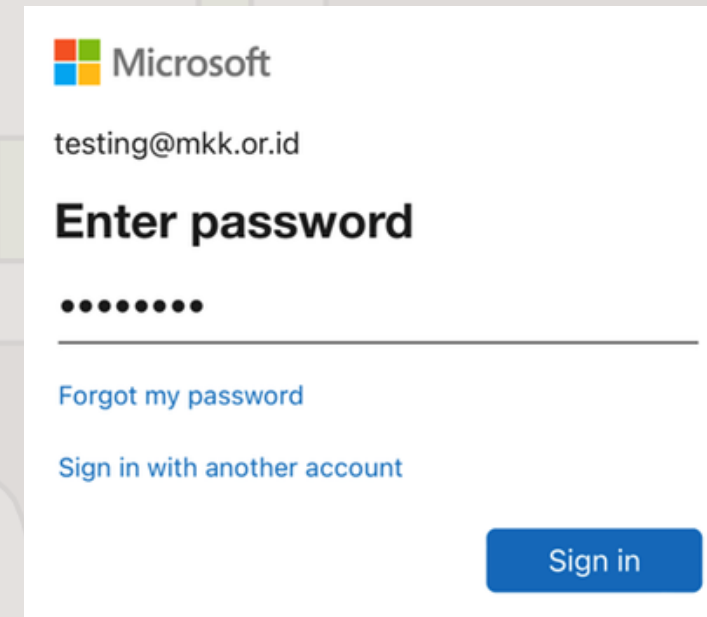 Microsoft
testing@mkk.or.id
Enter password
••••••••
Forgot my password
Sign in with another account
Sign in